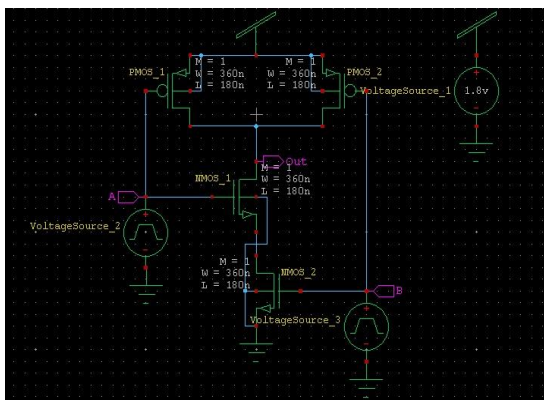 PMOS_1
M = 1
W = 360n
L = 180n
M = 1
W = 360n
L = 180n
PMOS_2
VoltageSource_1
1.8v
Out
NMOS_1
M = 1
W = 360n
L = 180n
A
VoltageSource_2
M = 1
W = 360n
L = 180n
NMOS_2
B
VoltageSource_3